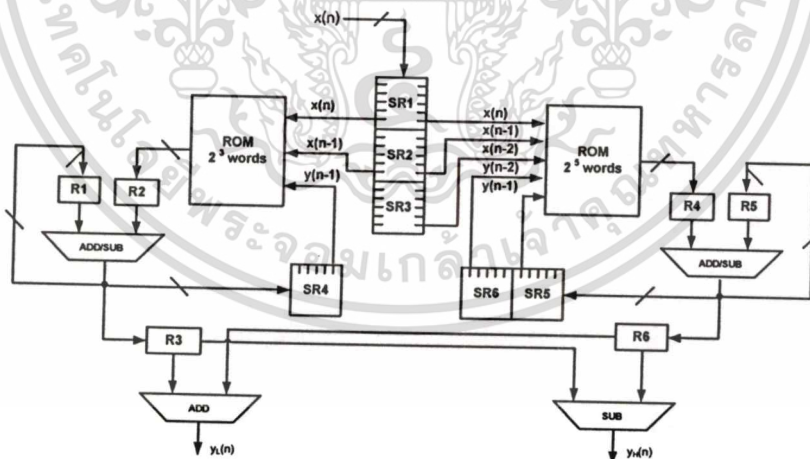 x(n)
SR1
SR2
SR3
x(n)
x(n-1)
y(n-1)
x(n)
x(n-1)
x(n-2)
y(n-2)
y(n-1)
ROM
2³ words
ROM
2⁵ words
R1
R2
R4
R5
ADD/SUB
ADD/SUB
SR4
SR6
SR5
R3
R6
ADD
SUB
yL(n)
yH(n)